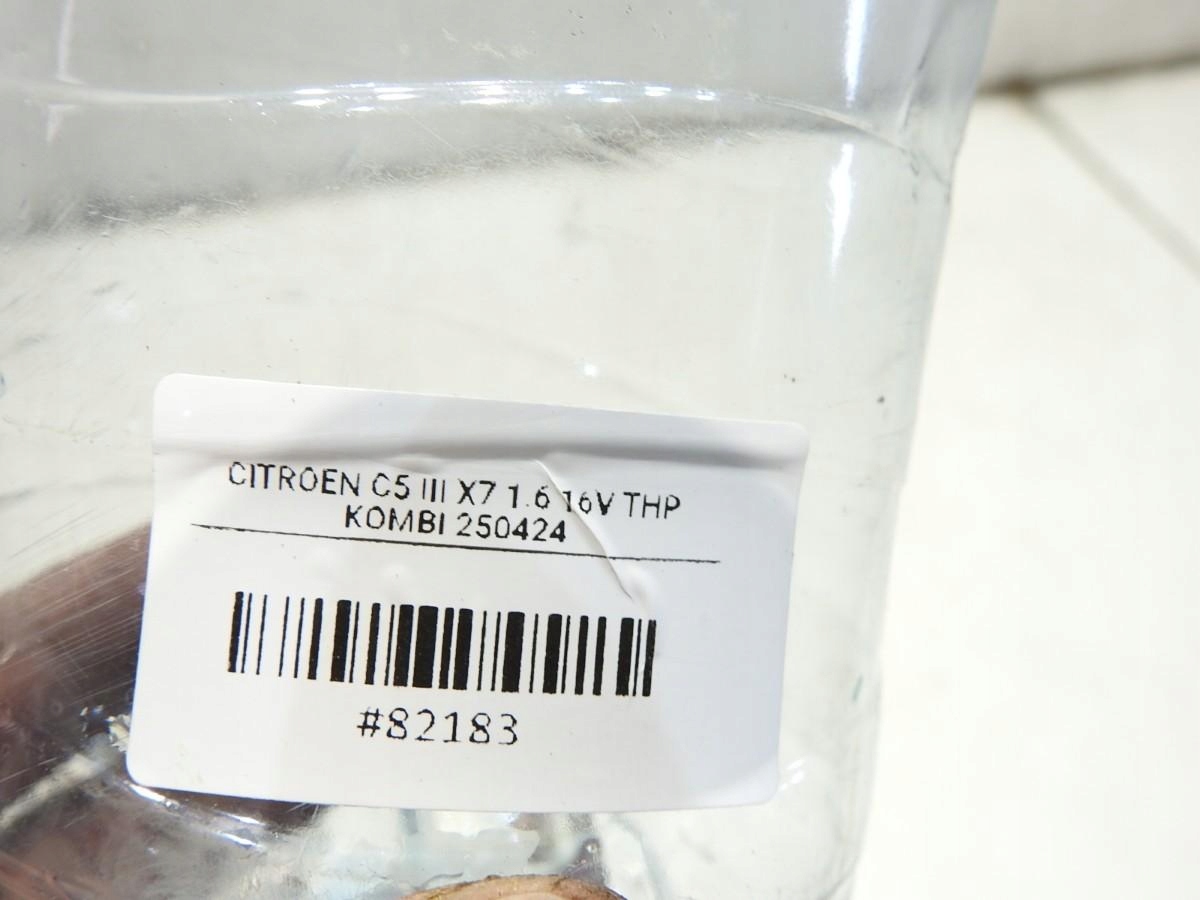 CITROEN C5 III X7 1.6 16V THP
KOMBI 250424
#82183